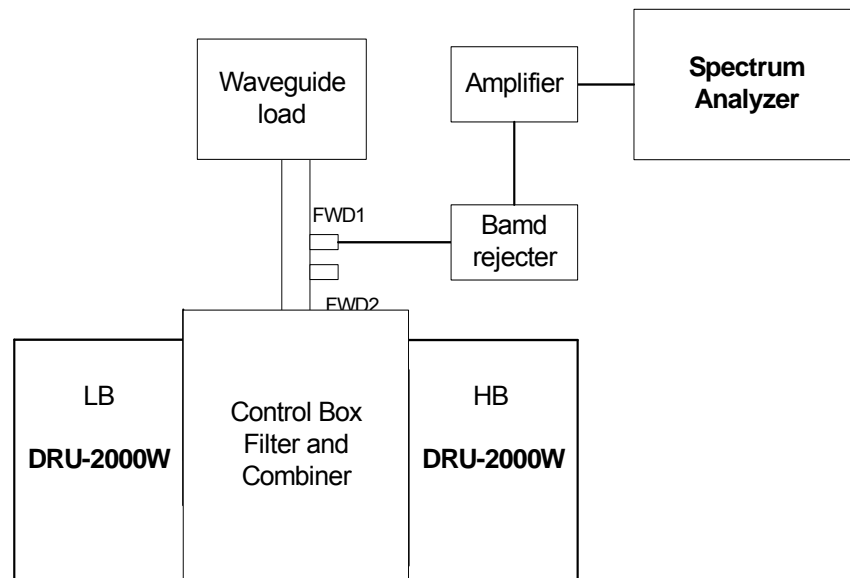 Waveguide
load
Amplifier
Spectrum
Analyzer
FWD1
Bamd
rejecter
FWD2
LB
DRU-2000W
Control Box
Filter and
Combiner
HB
DRU-2000W